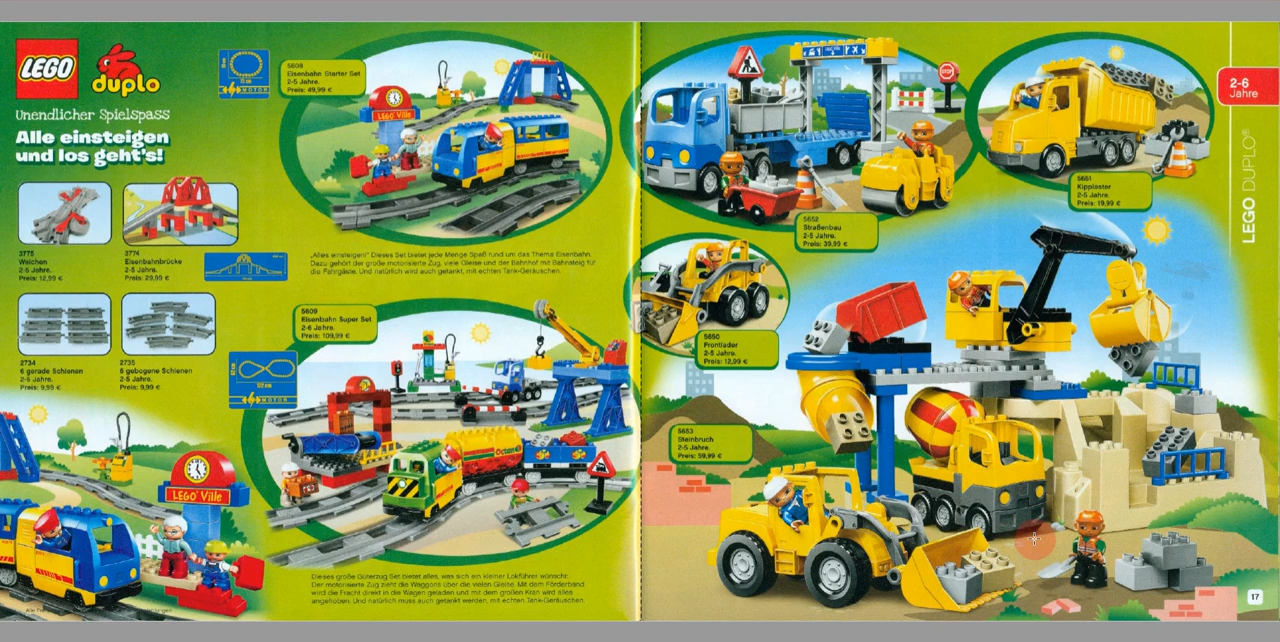 LEGO
duplo
Unendlicher Spielspass
Alle einsteigen
und los geht's!
3775
Weichen
2-5 Jahre.
Preis: 12,99 €
3774
Eisenbahnbrücke
2-5 Jahre.
Preis: 29,99 €
2734
6 gerade Schienen
2-5 Jahre.
Preis: 9,99 €
2735
6 gebogene Schienen
2-5 Jahre.
Preis: 9,99 €
MOTOR
5608
Eisenbahn Starter Set
2-5 Jahre.
Preis: 49,99 €
LEGO Ville
„Alles einsteigen!" Dieses Set bietet jede Menge Spaß rund um das Thema Eisenbahn.
Dazu gehört der große motorisierte Zug, viele Gleise und der Bahnhof mit Bahnsteig für
die Fahrgäste. Und natürlich wird auch getankt, mit echten Tank-Geräuschen.
5609
Eisenbahn Super Set
2-6 Jahre.
Preis: 109,99 €
MOTOR
Octan
LEGO Ville
Dieses große Güterzug Set bietet alles, was sich ein kleiner Lokführer wünscht:
Der motorisierte Zug zieht die Waggons über die vielen Gleise. Mit dem Förderband
wird die Fracht direkt in die Wagen geladen und mit dem großen Kran wird alles
angehoben. Und natürlich muss auch getankt werden, mit echten Tank-Geräuschen.
STOP
5652
Straßenbau
2-5 Jahre.
Preis: 39,99 €
5651
Kipplaster
2-5 Jahre.
Preis: 19,99 €
5650
Frontlader
2-5 Jahre.
Preis: 12,99 €
5653
Steinbruch
2-5 Jahre.
Preis: 59,99 €
2-6
Jahre
LEGO DUPLO®
17